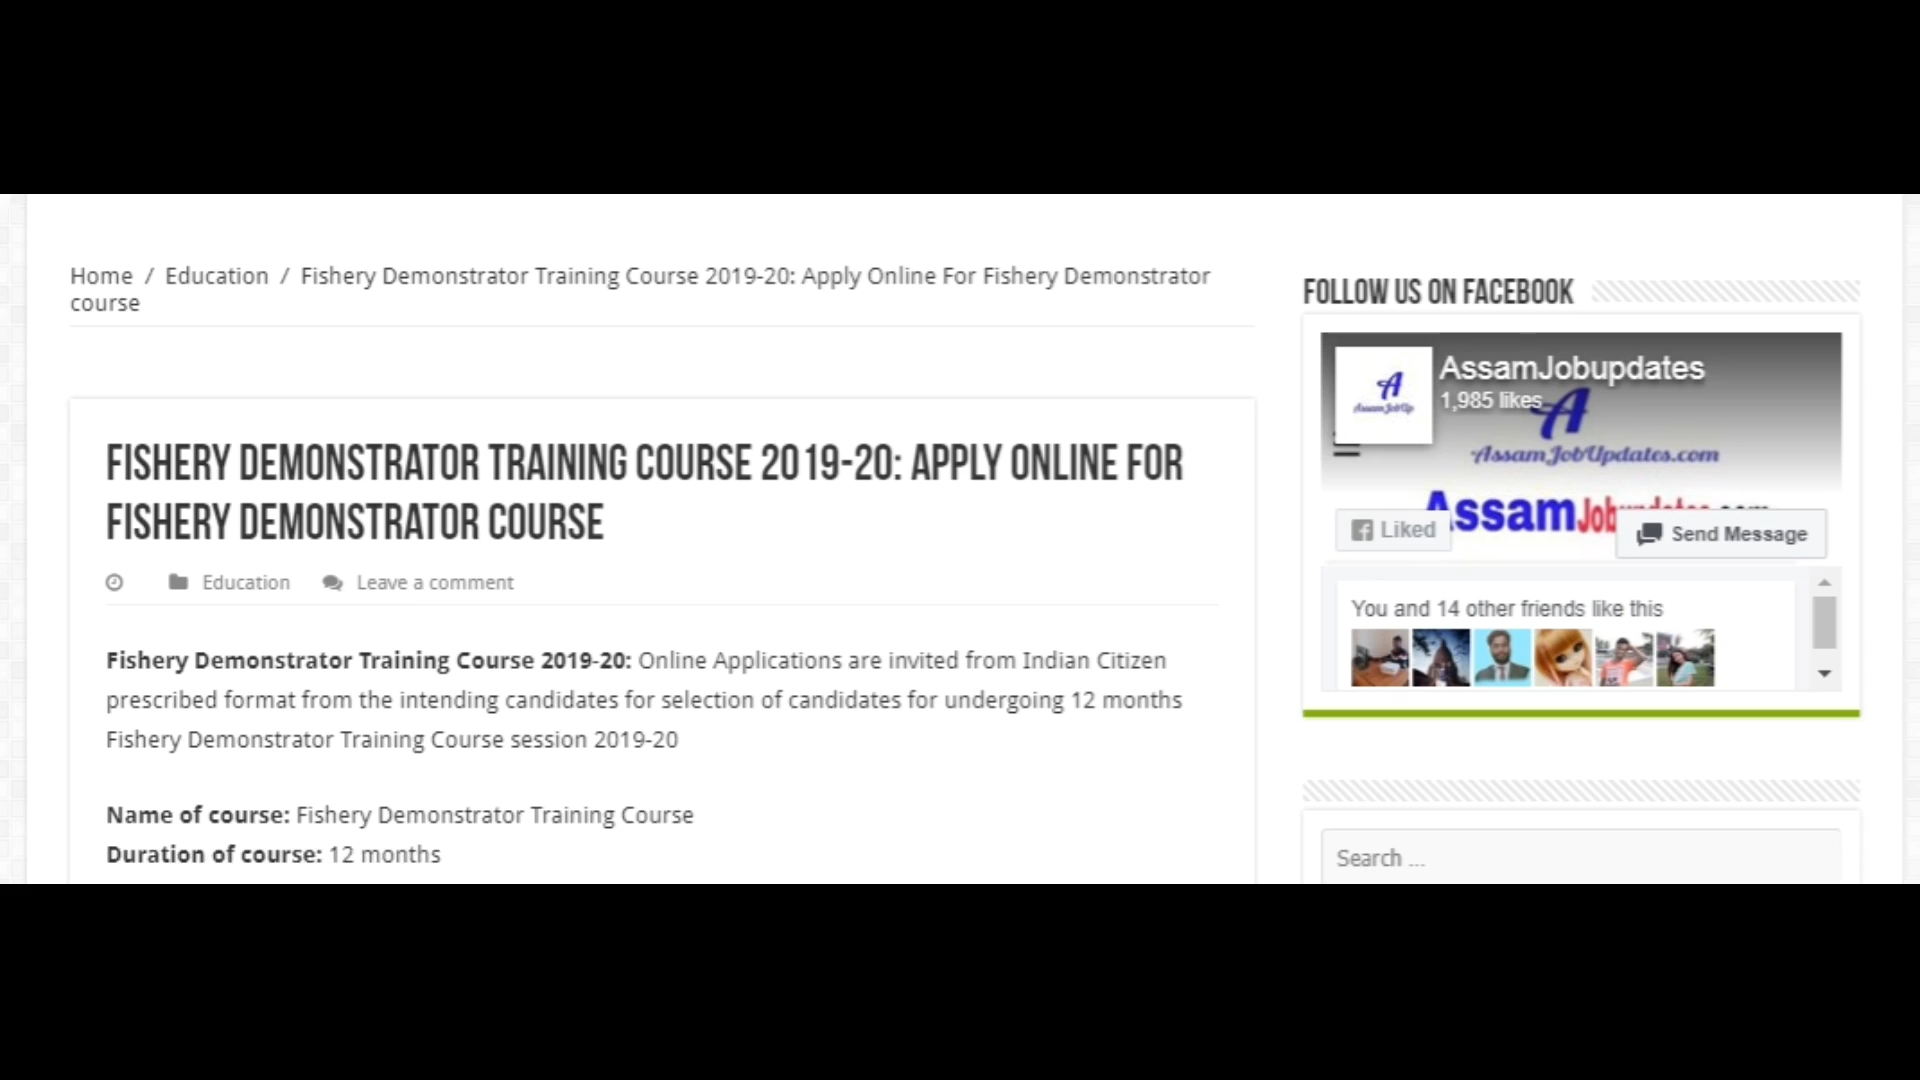 Home / Education / Fishery Demonstrator Training Course 2019-20: Apply Online For Fishery Demonstrator
course
FISHERY DEMONSTRATOR TRAINING COURSE 2019-20: APPLY ONLINE FOR
FISHERY DEMONSTRATOR COURSE
Education Leave a comment
Fishery Demonstrator Training Course 2019-20: Online Applications are invited from Indian Citizen
prescribed format from the intending candidates for selection of candidates for undergoing 12 months
Fishery Demonstrator Training Course session 2019-20
Name of course: Fishery Demonstrator Training Course
Duration of course: 12 months
FOLLOW US ON FACEBOOK
A
AssamJobUp
AssamJobupdates
1,985 likes
A
AssamJobUpdates.com
AssamJobupdates.com
Liked
Send Message
You and 14 other friends like this
Search ...